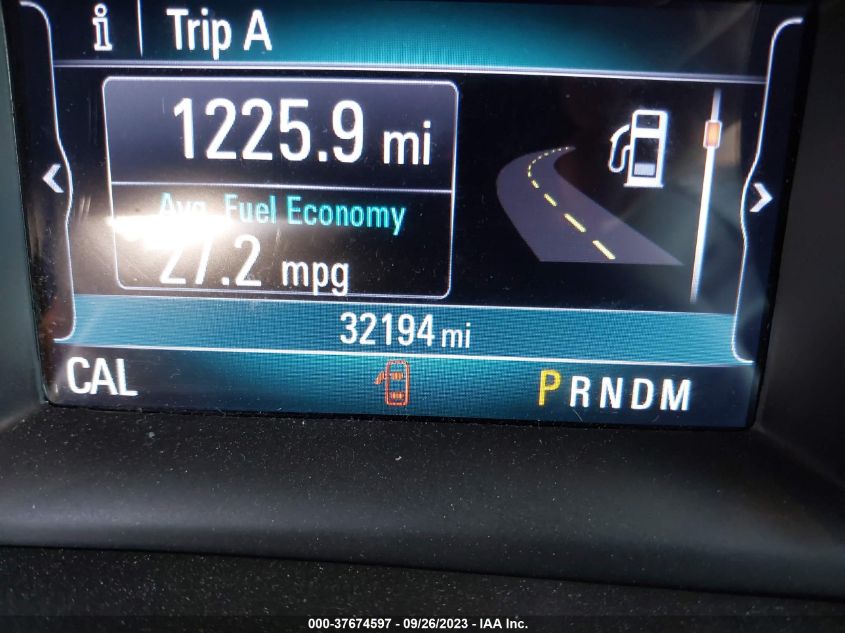 i Trip A
1225.9 mi
Avg. Fuel Economy
27.2 mpg
32194 mi
CAL PRNDM
000-37674597 - 09/26/2023 - IAA Inc.